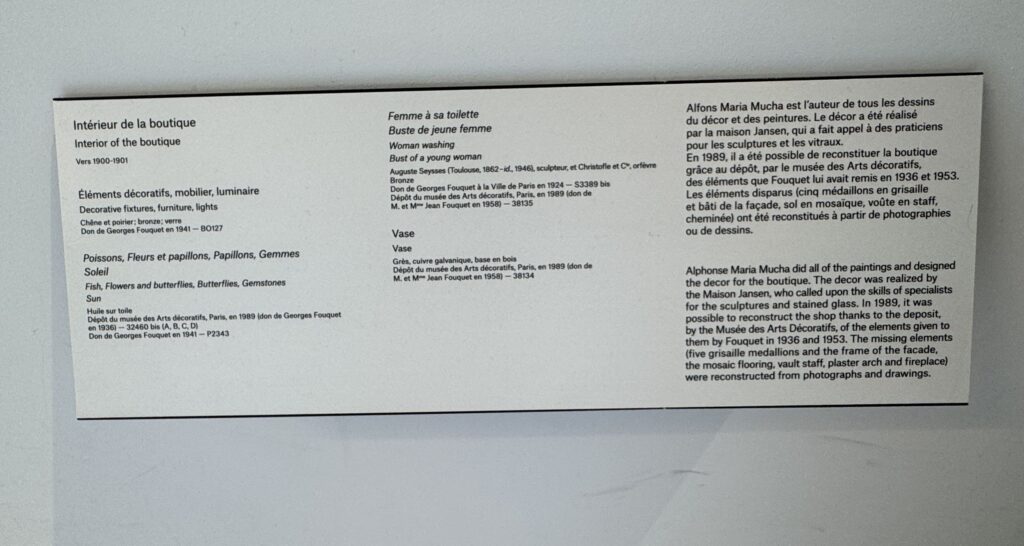 Intérieur de la boutique
Interior of the boutique
Vers 1900-1901
Éléments décoratifs, mobilier, luminaire
Decorative fixtures, furniture, lights
Chêne et poirier; bronze; verre
Don de Georges Fouquet en 1941 – BO127
Poissons, Fleurs et papillons, Papillons, Gemmes
Soleil
Fish, Flowers and butterflies, Butterflies, Gemstones
Sun
Huile sur toile
Dépôt du musée des Arts décoratifs, Paris, en 1989 (don de Georges Fouquet
en 1936) – 32460 bis (A, B, C, D)
Don de Georges Fouquet en 1941 – P2343
Femme à sa toilette
Buste de jeune femme
Woman washing
Bust of a young woman
Auguste Seysses (Toulouse, 1862-id., 1946), sculpteur, et Christofle et Cie, orfèvre
Bronze
Don de Georges Fouquet à la Ville de Paris en 1924 – S3389 bis
Dépôt du musée des Arts décoratifs, Paris, en 1989 (don de
M. et Mme Jean Fouquet en 1958) – 38135
Vase
Vase
Grès, cuivre galvanique, base en bois
Dépôt du musée des Arts décoratifs, Paris, en 1989 (don de
M. et Mme Jean Fouquet en 1958) – 38134
Alfons Maria Mucha est l'auteur de tous les dessins
du décor et des peintures. Le décor a été réalisé
par la maison Jansen, qui a fait appel à des praticiens
pour les sculptures et les vitraux.
En 1989, il a été possible de reconstituer la boutique
grâce au dépôt, par le musée des Arts décoratifs,
des éléments que Fouquet lui avait remis en 1936 et 1953.
Les éléments disparus (cinq médaillons en grisaille
et bâti de la façade, sol en mosaïque, voûte en staff,
cheminée) ont été reconstitués à partir de photographies
ou de dessins.
Alphonse Maria Mucha did all of the paintings and designed
the decor for the boutique. The decor was realized by
the Maison Jansen, who called upon the skills of specialists
for the sculptures and stained glass. In 1989, it was
possible to reconstruct the shop thanks to the deposit,
by the Musée des Arts Décoratifs, of the elements given to
them by Fouquet in 1936 and 1953. The missing elements
(five grisaille medallions and the frame of the facade,
the mosaic flooring, vault staff, plaster arch and fireplace)
were reconstructed from photographs and drawings.